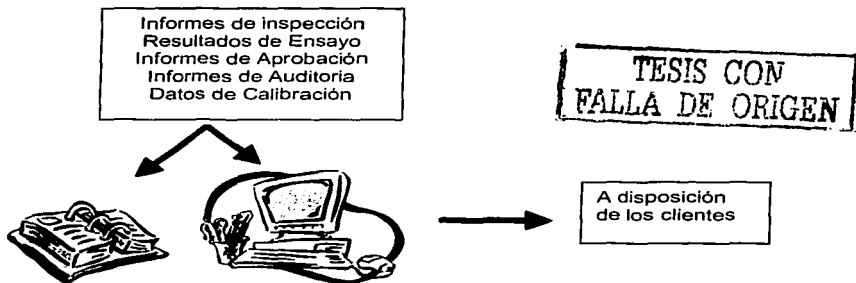 Informes de inspección
Resultados de Ensayo
Informes de Aprobación
Informes de Auditoria
Datos de Calibración
TESIS CON
FALLA DE ORIGEN
A disposición
de los clientes